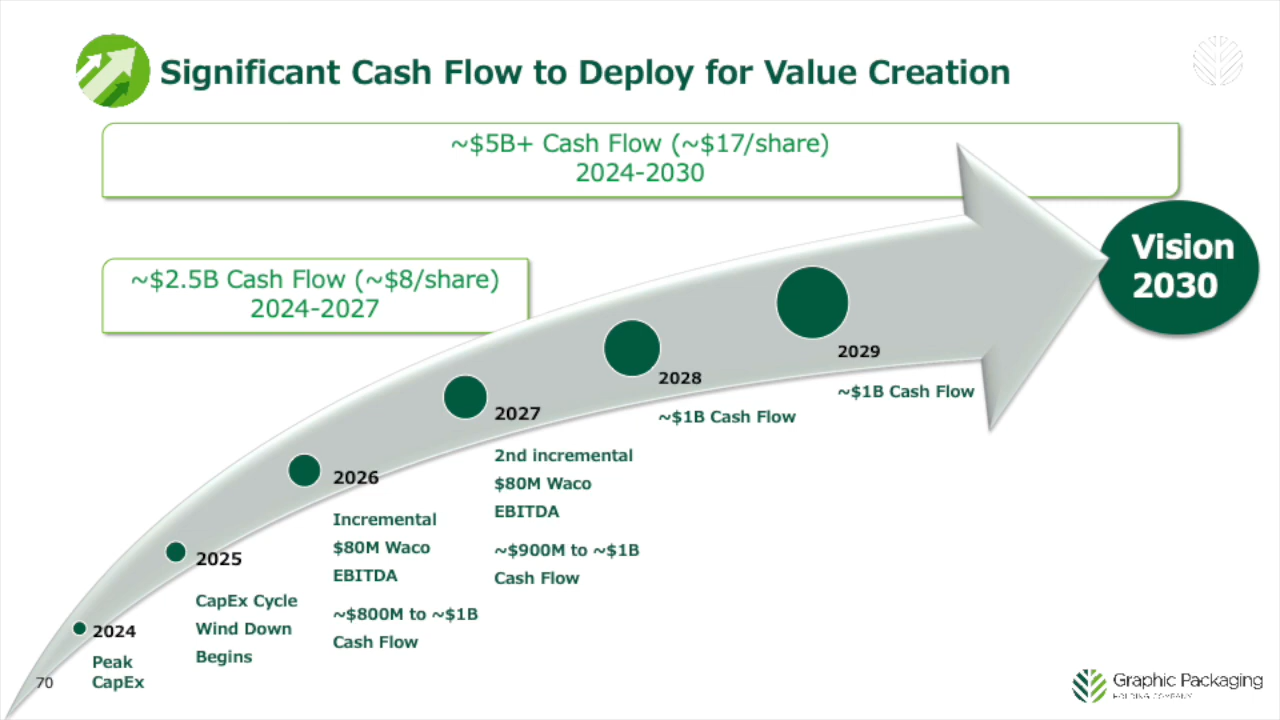 Significant Cash Flow to Deploy for Value Creation
~$5B+ Cash Flow (~$17/share)
2024-2030
~$2.5B Cash Flow (~$8/share)
2024-2027
Vision
2030
2024
Peak
CapEx
2025
CapEx Cycle
Wind Down
Begins
2026
Incremental
$80M Waco
EBITDA
~$800M to ~$1B
Cash Flow
2027
2nd incremental
$80M Waco
EBITDA
~$900M to ~$1B
Cash Flow
2028
~$1B Cash Flow
2029
~$1B Cash Flow
70
Graphic Packaging
HOLDING COMPANY